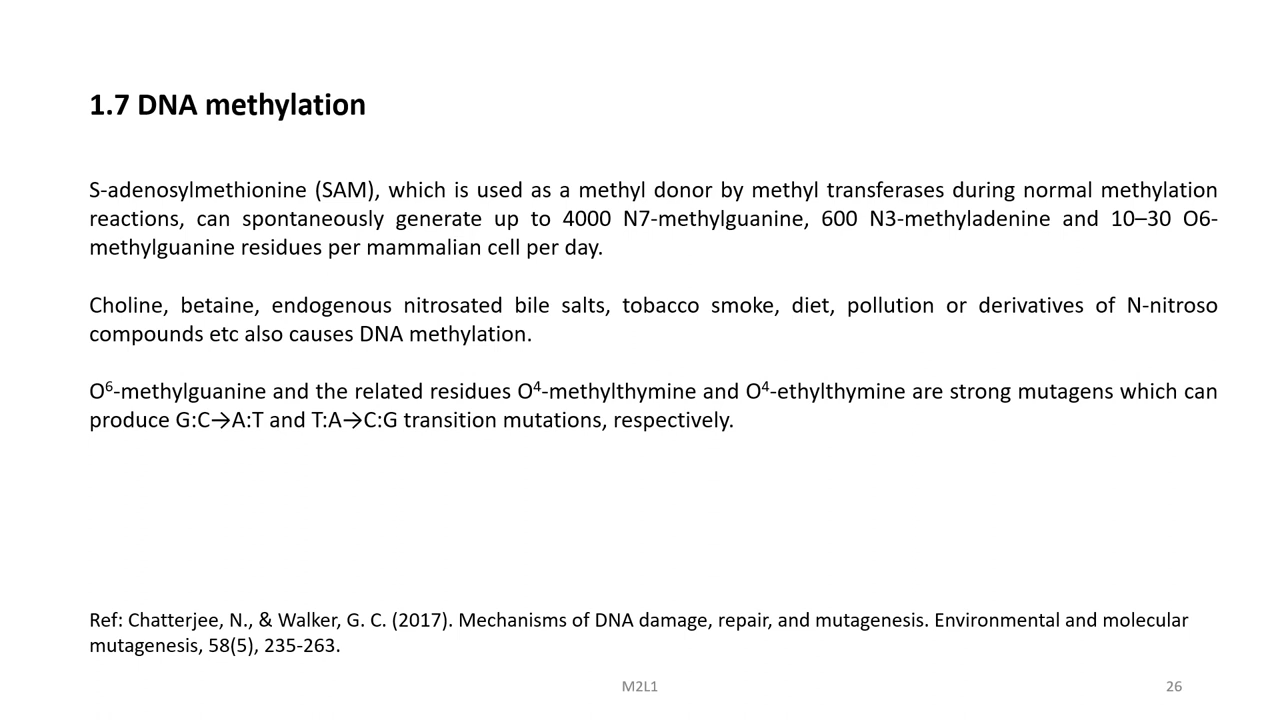 1.7 DNA methylation
S-adenosylmethionine (SAM), which is used as a methyl donor by methyl transferases during normal methylation
reactions, can spontaneously generate up to 4000 N7-methylguanine, 600 N3-methyladenine and 10–30 O6-
methylguanine residues per mammalian cell per day.
Choline, betaine, endogenous nitrosated bile salts, tobacco smoke, diet, pollution or derivatives of N-nitroso
compounds etc also causes DNA methylation.
O⁶-methylguanine and the related residues O⁴-methylthymine and O⁴-ethylthymine are strong mutagens which can
produce G:C→A:T and T:A→C:G transition mutations, respectively.
Ref: Chatterjee, N., & Walker, G. C. (2017). Mechanisms of DNA damage, repair, and mutagenesis. Environmental and molecular
mutagenesis, 58(5), 235-263.
M2L1
26